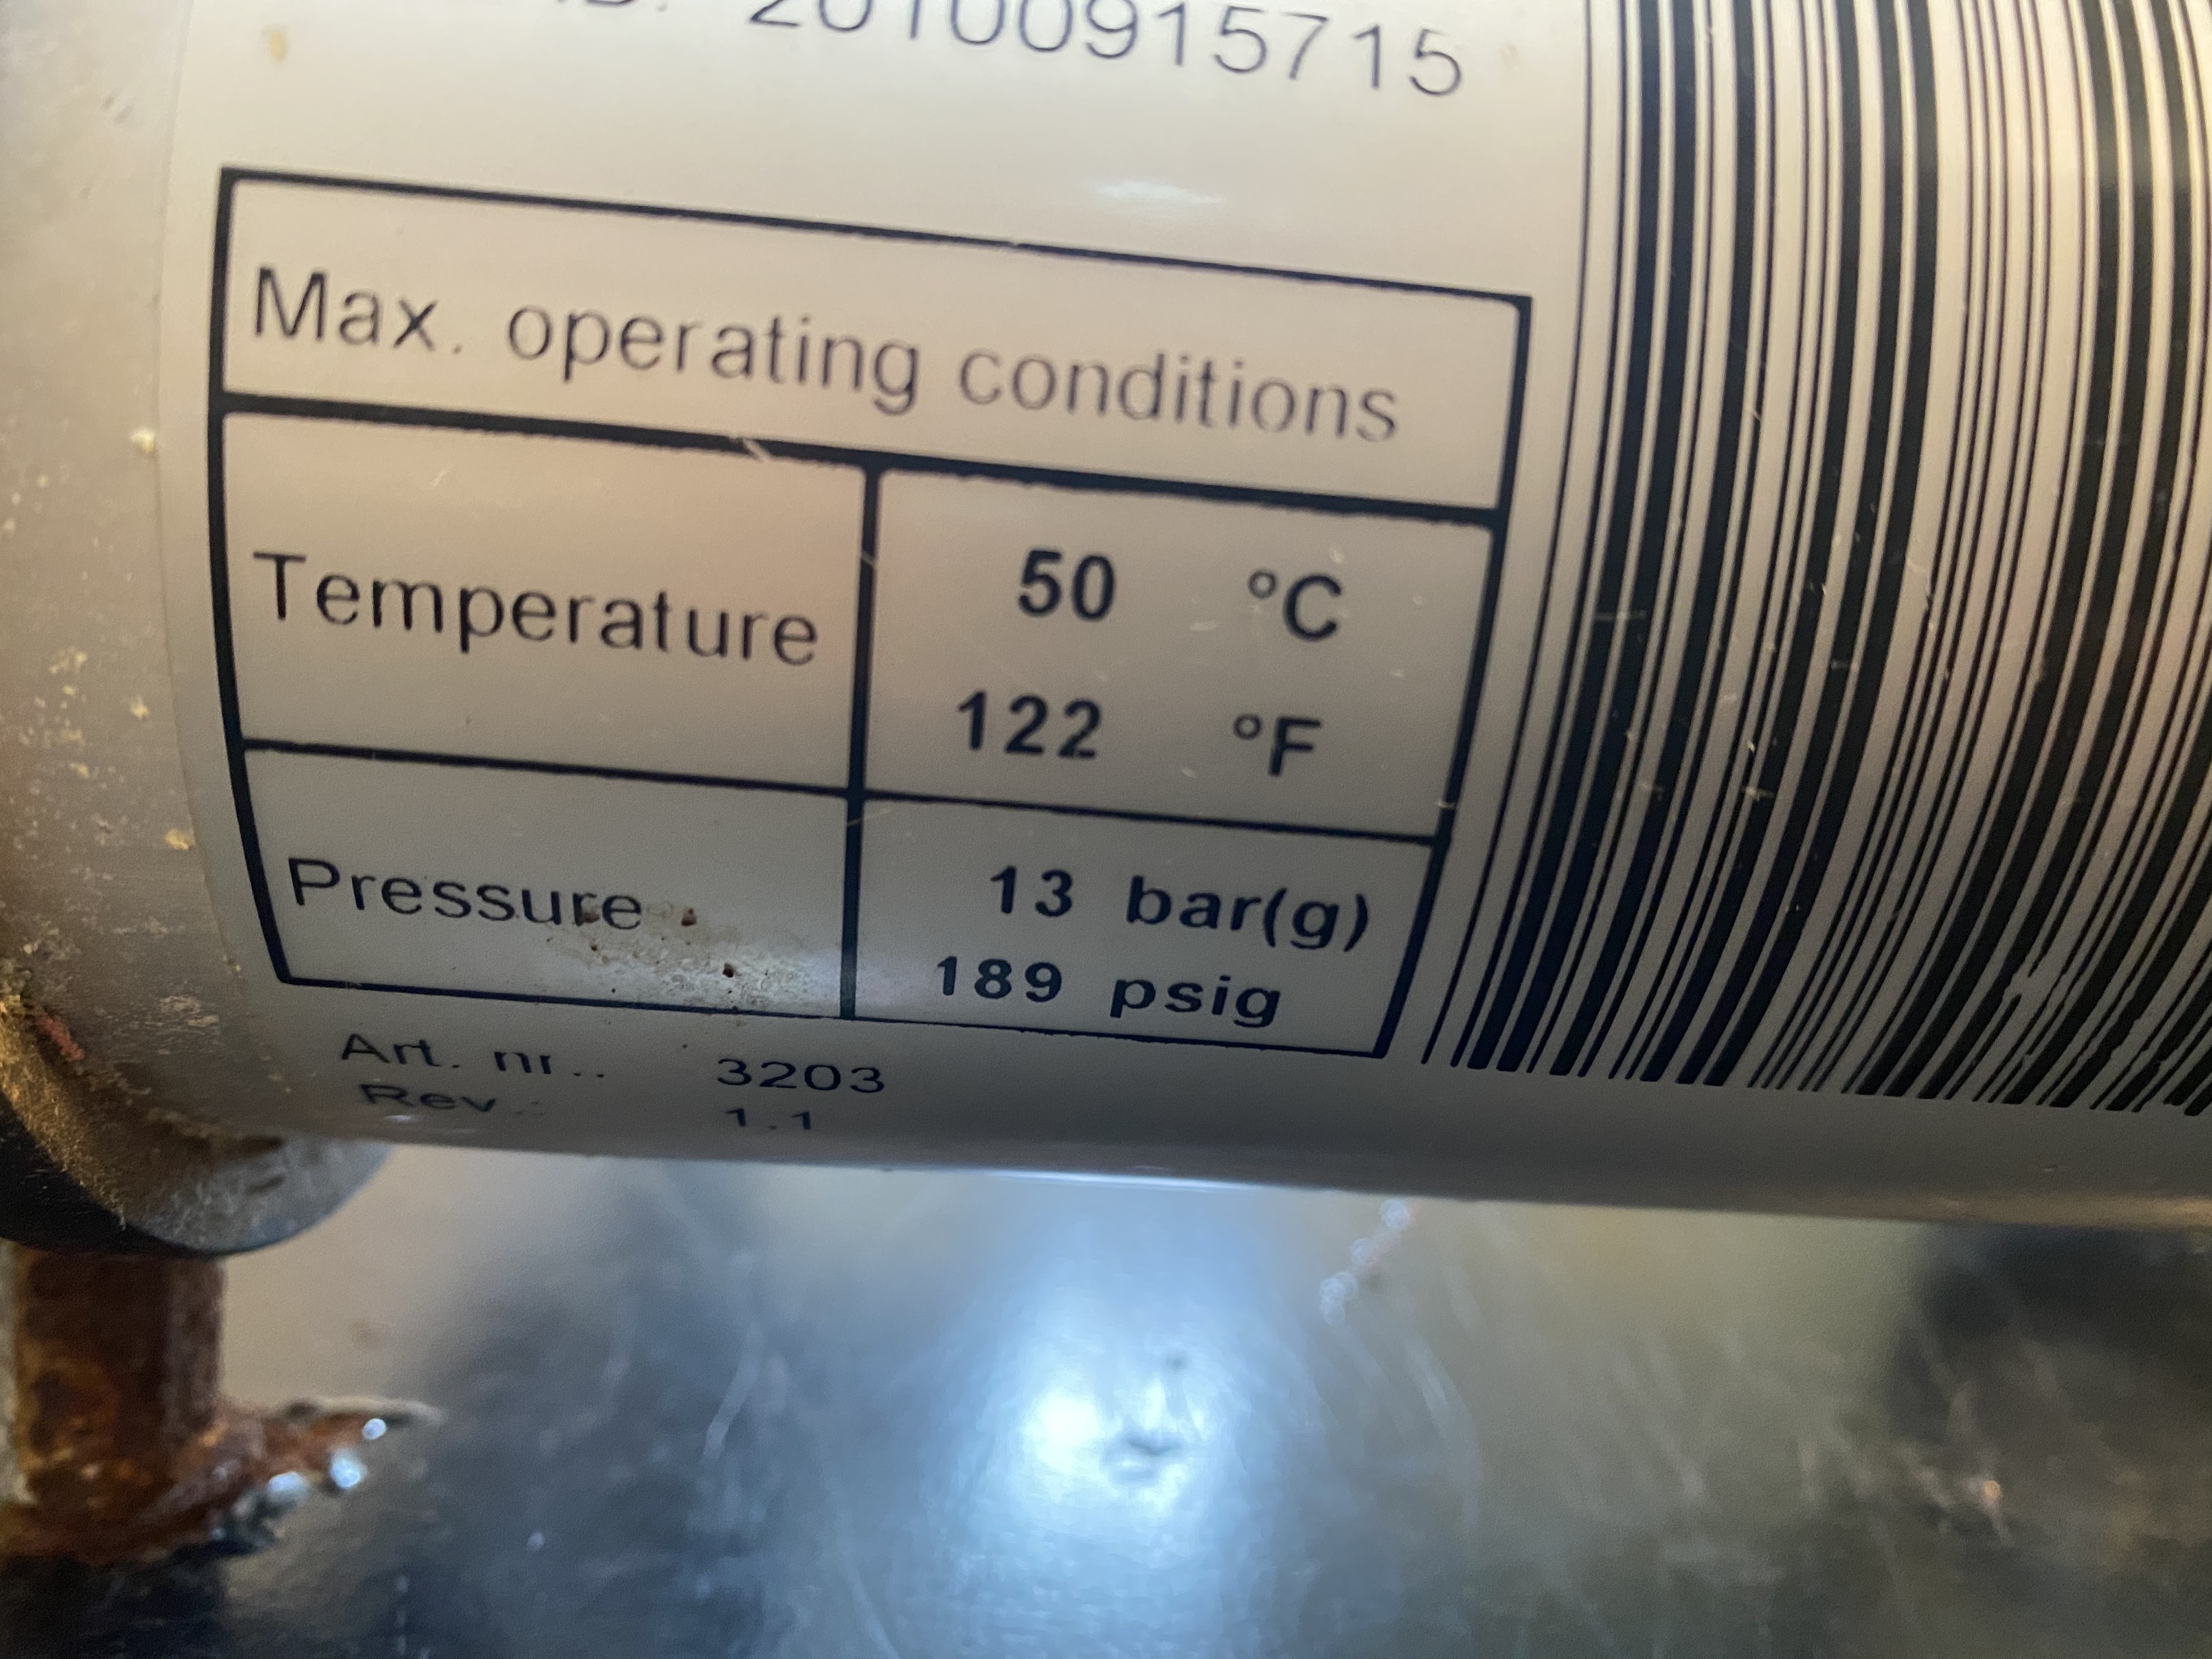 20100915715
Max. operating conditions
Temperature 50 °C
122 °F
Pressure 13 bar(g)
189 psig
Art. nr.. 3203
Rev.: 1.1